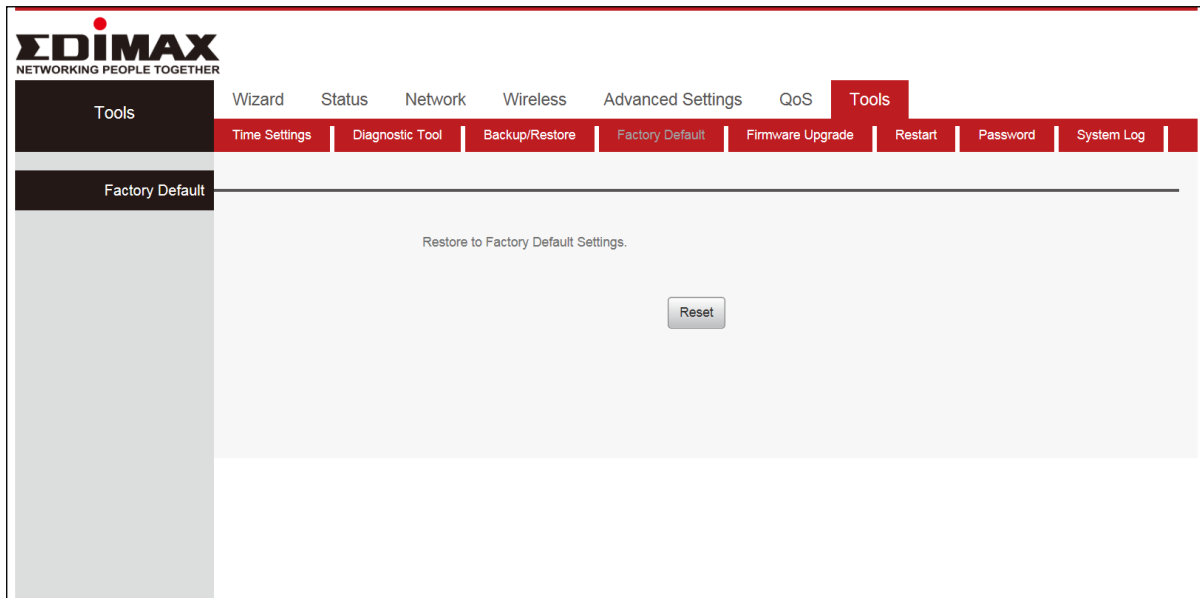 EDIMAX
NETWORKING PEOPLE TOGETHER
Tools
Wizard Status Network Wireless Advanced Settings QoS Tools
Time Settings Diagnostic Tool Backup/Restore Factory Default Firmware Upgrade Restart Password System Log
Factory Default
Restore to Factory Default Settings.
Reset